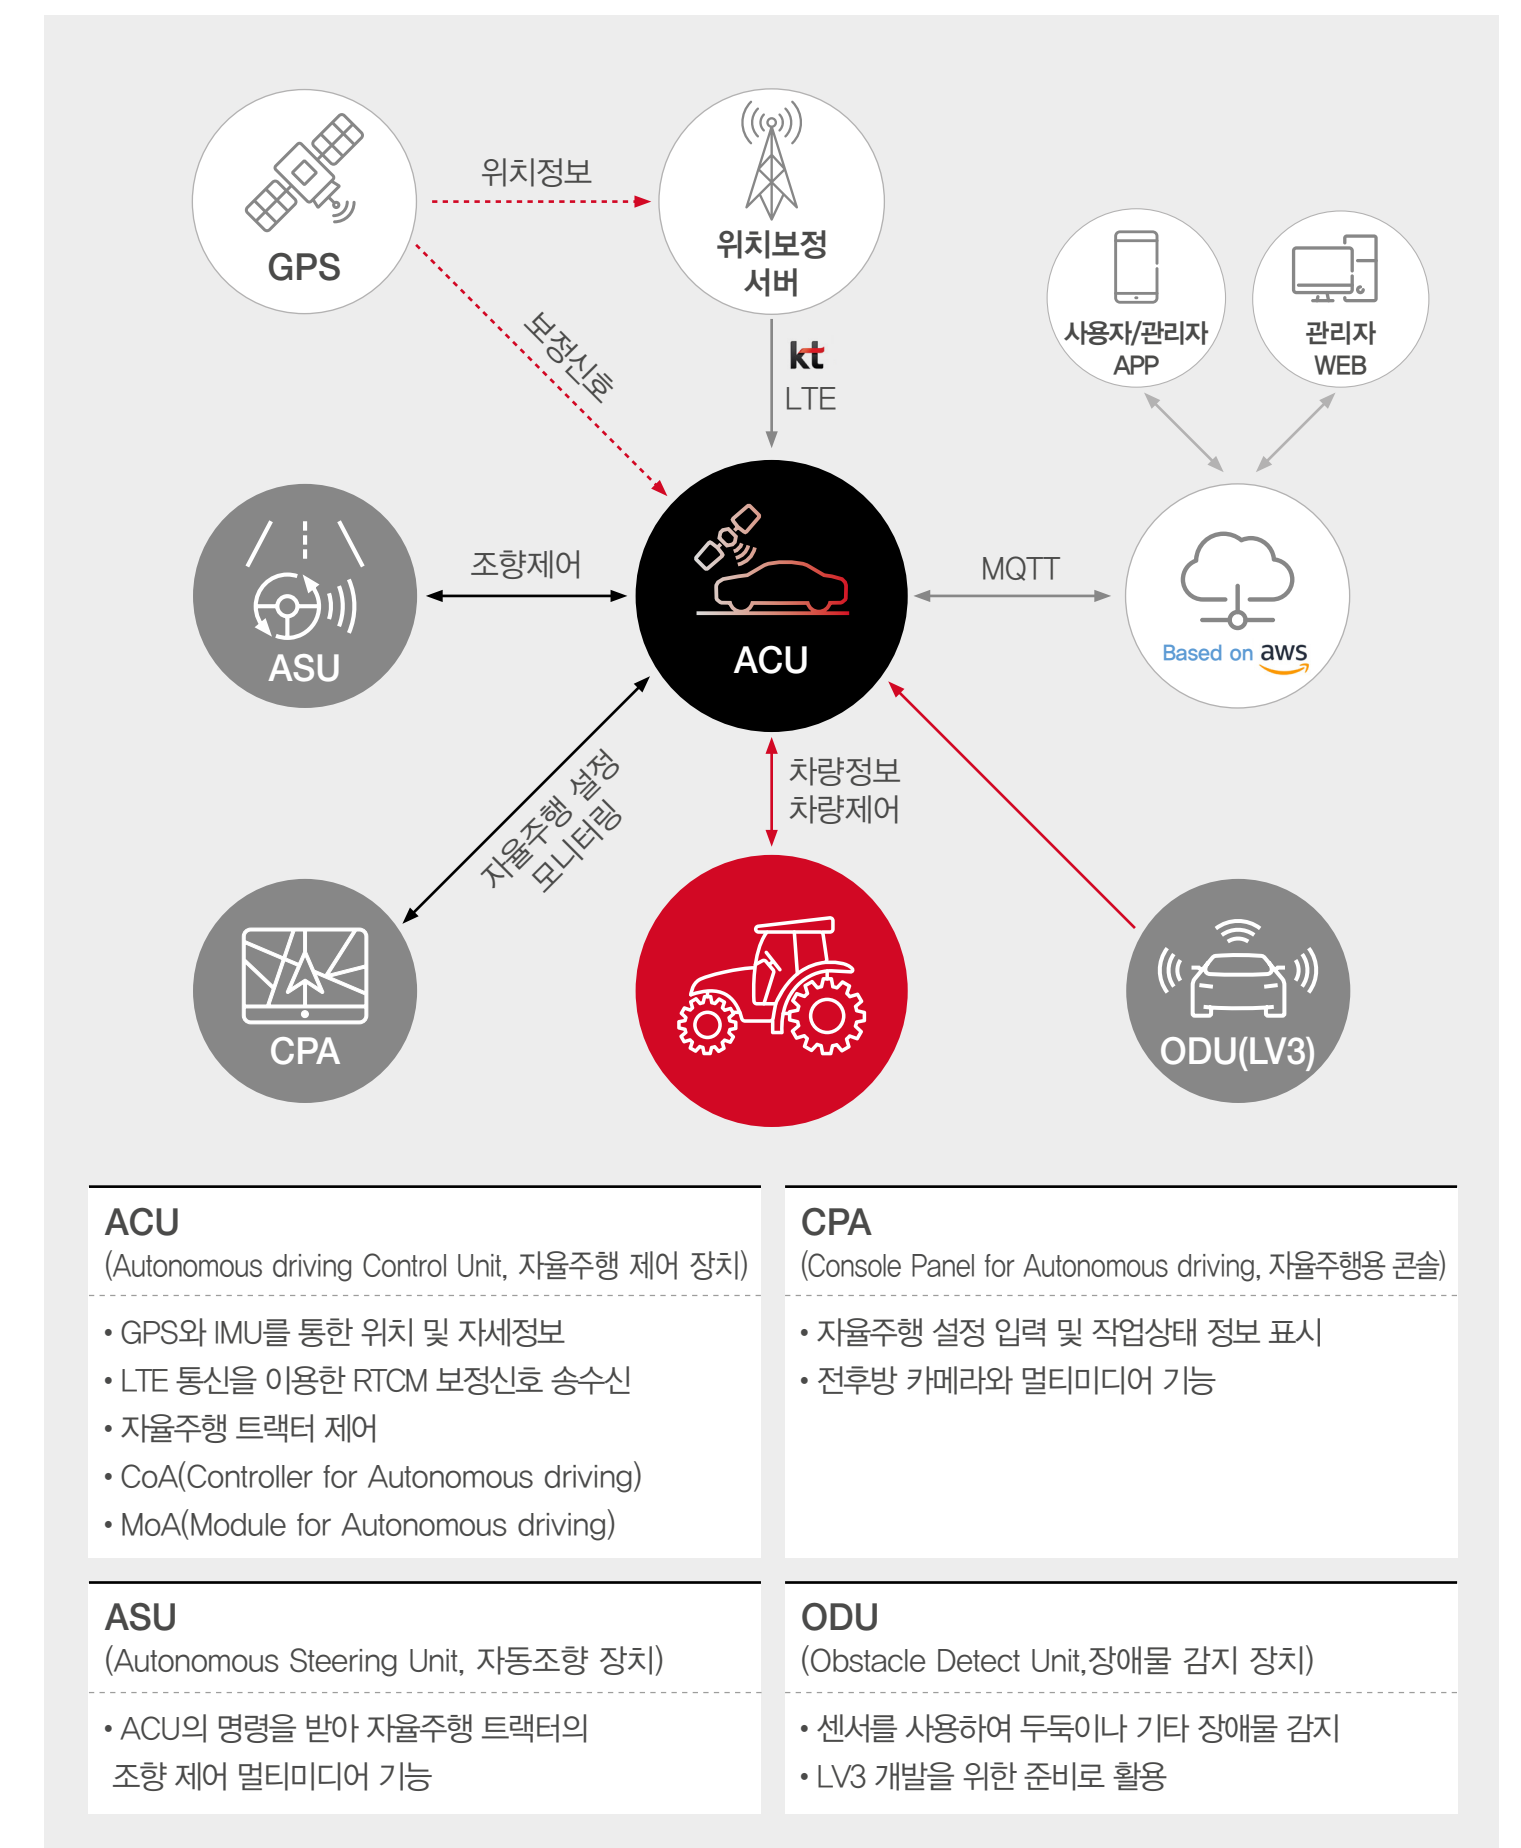 위치정보
GPS
위치보정
서버
보정신호
kt
LTE
사용자/관리자
APP
관리자
WEB
조향제어
ASU
ACU
MQTT
Based on aws
자율주행 설정
모니터링
차량정보
차량제어
CPA
ODU(LV3)
ACU
(Autonomous driving Control Unit, 자율주행 제어 장치)
• GPS와 IMU를 통한 위치 및 자세정보
• LTE 통신을 이용한 RTCM 보정신호 송수신
• 자율주행 트랙터 제어
• CoA(Controller for Autonomous driving)
• MoA(Module for Autonomous driving)
CPA
(Console Panel for Autonomous driving, 자율주행용 콘솔)
• 자율주행 설정 입력 및 작업상태 정보 표시
• 전후방 카메라와 멀티미디어 기능
ASU
(Autonomous Steering Unit, 자동조향 장치)
• ACU의 명령을 받아 자율주행 트랙터의
조향 제어 멀티미디어 기능
ODU
(Obstacle Detect Unit,장애물 감지 장치)
• 센서를 사용하여 두둑이나 기타 장애물 감지
• LV3 개발을 위한 준비로 활용